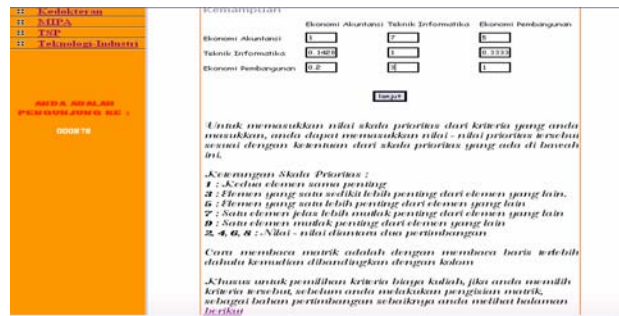 Kedokteran
MIPA
TSP
Teknologi Industri
ANDA ADALAH
PENGUNJUNG KE :
000878
Kemampuan
Ekonomi Akuntansi Teknik Informatika Ekonomi Pembangunan
Ekonomi Akuntansi 1 7 5
Teknik Informatika 0.1428 1 0.3333
Ekonomi Pembangunan 0.2 3 1
lanjut
Untuk memasukkan nilai skala prioritas dari kriteria yang anda
masukkan, anda dapat memasukkan nilai - nilai prioritas tersebut
sesuai dengan ketentuan dari skala prioritas yang ada di bawah
ini.
Keterangan Skala Prioritas :
1 : Kedua elemen sama penting
3 : Elemen yang satu sedikit lebih penting dari elemen yang lain.
5 : Elemen yang satu lebih penting dari elemen yang lain
7 : Satu elemen jelas lebih mutlak penting dari elemen yang lain
9 : Satu elemen mutlak penting dari elemen yang lain
2, 4, 6, 8 : Nilai - nilai diantara dua pertimbangan
Cara membaca matrik adalah dengan membaca baris terlebih
dahulu kemudian dibandingkan dengan kolom
Khusus untuk pemilihan kriteria biaya kuliah, jika anda memilih
kriteria tersebut, sebelum anda melakukan pengisian matrik,
sebagai bahan pertimbangan sebaiknya anda melihat halaman
berikut